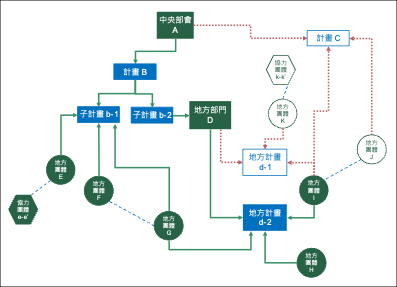 中央部會
A
計畫 C
計畫 B
協力
團體
k-k'
子計畫 b-1
子計畫 b-2
地方部門
D
地方
團體
K
地方
團體
J
地方計畫
d-1
地方
團體
E
地方
團體
F
地方
團體
I
協力
團體
e-e'
地方
團體
G
地方計畫
d-2
地方
團體
H